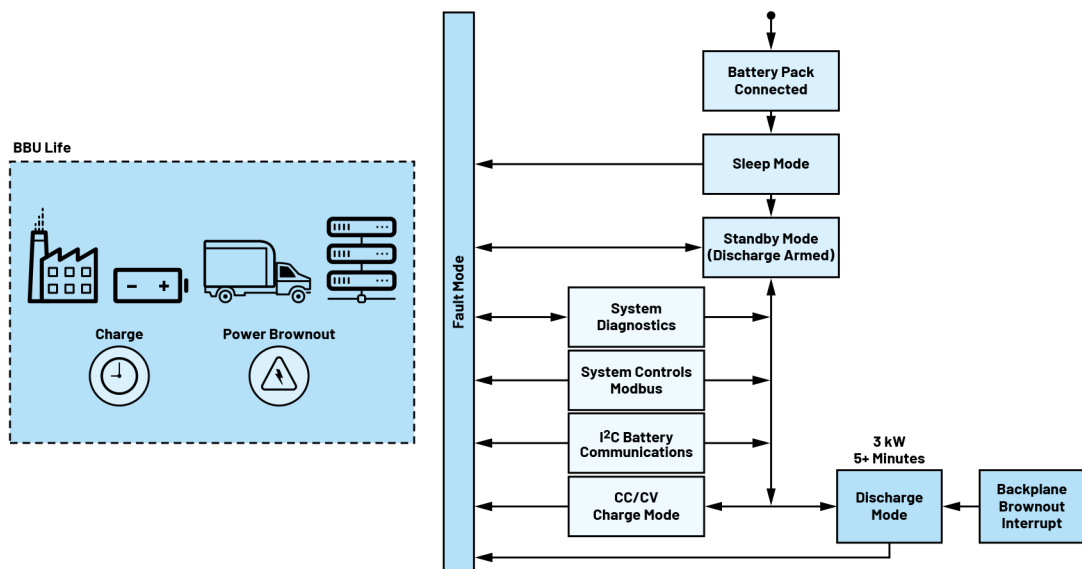 BBU Life
Charge
Power Brownout
Fault Mode
Battery Pack
Connected
Sleep Mode
Standby Mode
(Discharge Armed)
System
Diagnostics
System Controls
Modbus
I²C Battery
Communications
CC/CV
Charge Mode
3 kW
5+ Minutes
Discharge
Mode
Backplane
Brownout
Interrupt